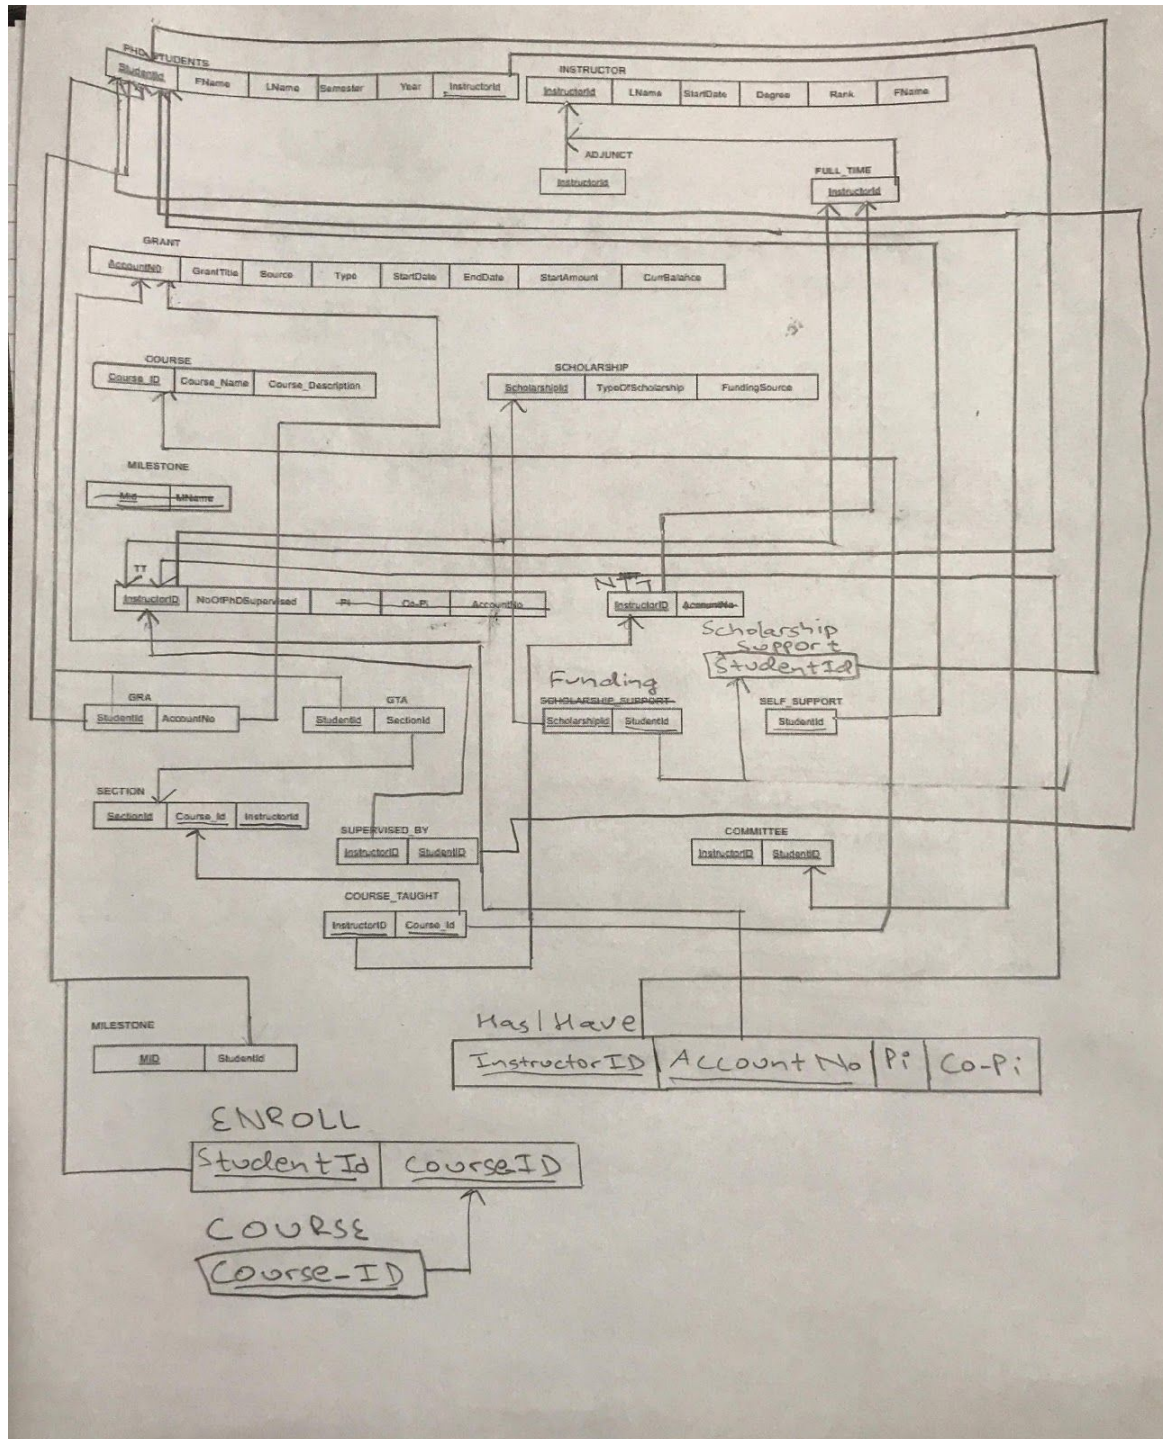 PHD_STUDENTS
StudentId FName LName Semester Year InstructorId
INSTRUCTOR
InstructorId LName StartDate Degree Rank FName
ADJUNCT
InstructorId
FULL_TIME
InstructorId
GRANT
AccountNo GrantTitle Source Type StartDate EndDate StartAmount CurrBalance
COURSE
Course_ID Course_Name Course_Description
SCHOLARSHIP
ScholarshipId TypeOfScholarship FundingSource
MILESTONE
Mid MName
TT
InstructorID NoOfPhDSupervised Pi Co-Pi AccountNo
NTT
InstructorID AccountNo
Scholarship
Support
StudentId
GRA
StudentId AccountNo
GTA
StudentId SectionId
Funding
SCHOLARSHIP_SUPPORT
ScholarshipId StudentId
SELF_SUPPORT
StudentId
SECTION
SectionId Course_Id InstructorId
SUPERVISED_BY
InstructorID StudentID
COMMITTEE
InstructorID StudentID
COURSE_TAUGHT
InstructorID Course_Id
MILESTONE
MID StudentId
Has/Have
InstructorID Account No Pi Co-Pi
ENROLL
StudentId CourseID
COURSE
Course-ID